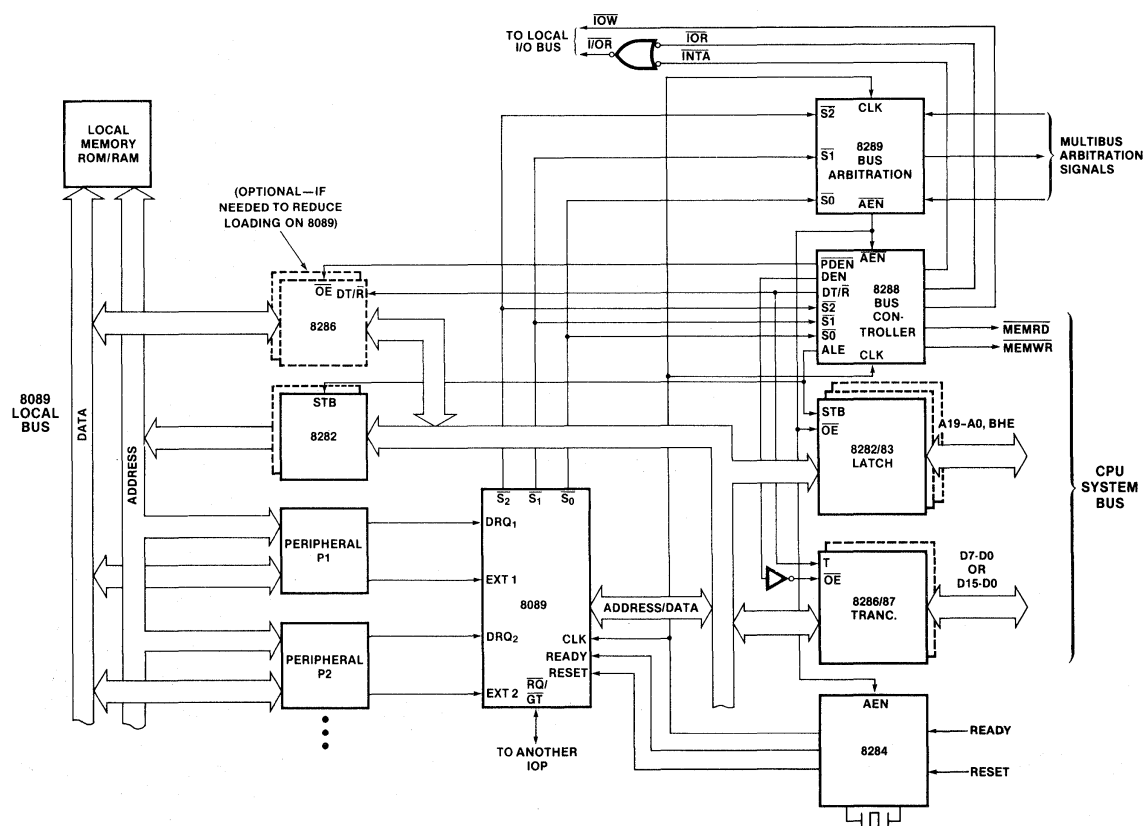 IOW
TO LOCAL
I/O BUS
I/OR
IOR
INTA
LOCAL
MEMORY
ROM/RAM
(OPTIONAL—IF
NEEDED TO REDUCE
LOADING ON 8089)
S2
CLK
S1
8289
BUS
ARBITRATION
S0
AEN
MULTIBUS
ARBITRATION
SIGNALS
OE
DT/R
8286
PDEN
AEN
DEN
DT/R
S2
S1
S0
ALE
CLK
8288
BUS
CON-
TROLLER
MEMRD
MEMWR
8089
LOCAL
BUS
DATA
ADDRESS
STB
8282
STB
OE
8282/83
LATCH
A19-A0, BHE
CPU
SYSTEM
BUS
S2 S1 S0
PERIPHERAL
P1
DRQ1
EXT 1
8089
DRQ2
EXT 2
CLK
READY
RESET
RQ/
GT
ADDRESS/DATA
PERIPHERAL
P2
TO ANOTHER
IOP
T
OE
8286/87
TRANC.
D7-D0
OR
D15-D0
AEN
8284
READY
RESET